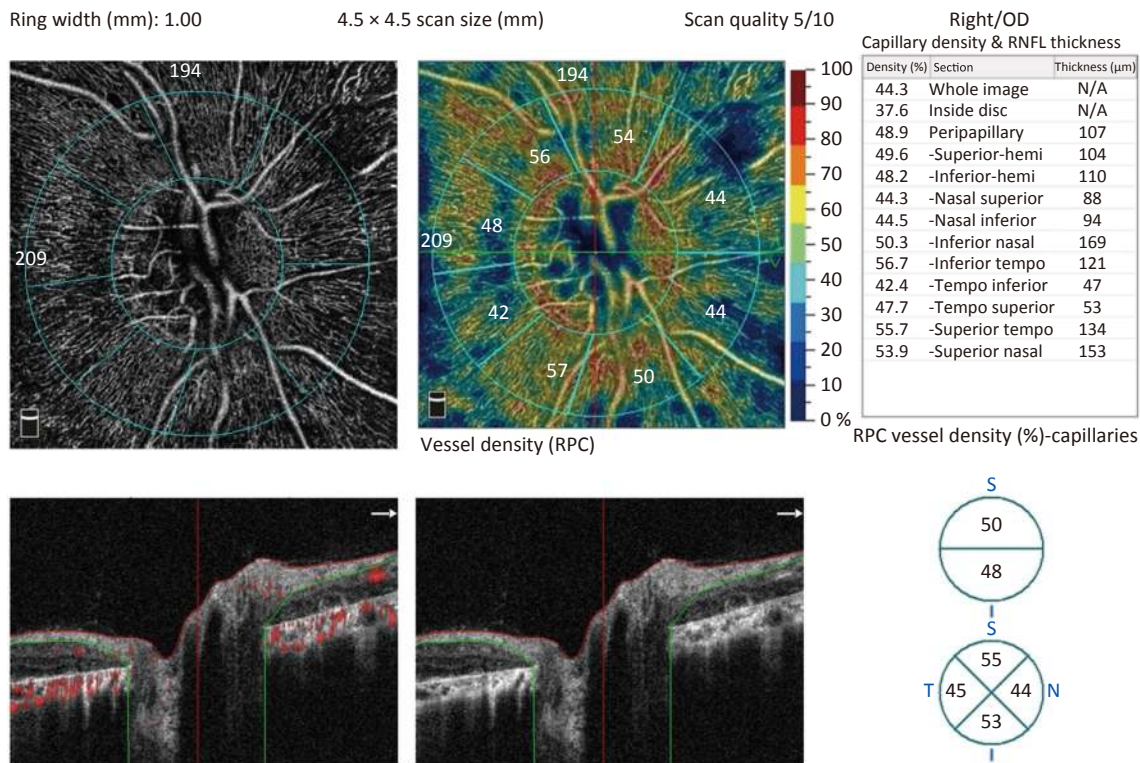 Ring width (mm): 1.00 4.5 × 4.5 scan size (mm) Scan quality 5/10 Right/OD
Capillary density & RNFL thickness
Density (%) Section Thickness (μm)
44.3 Whole image N/A
37.6 Inside disc N/A
48.9 Peripapillary 107
49.6 -Superior-hemi 104
48.2 -Inferior-hemi 110
44.3 -Nasal superior 88
44.5 -Nasal inferior 94
50.3 -Inferior nasal 169
56.7 -Inferior tempo 121
42.4 -Tempo inferior 47
47.7 -Tempo superior 53
55.7 -Superior tempo 134
53.9 -Superior nasal 153
194
209
194
54
56
44
48
209
42
44
57
50
100
90
80
70
60
50
40
30
20
10
0 %
Vessel density (RPC)
RPC vessel density (%)-capillaries
S
50
48
I
S
55
T 45 44 N
53
I